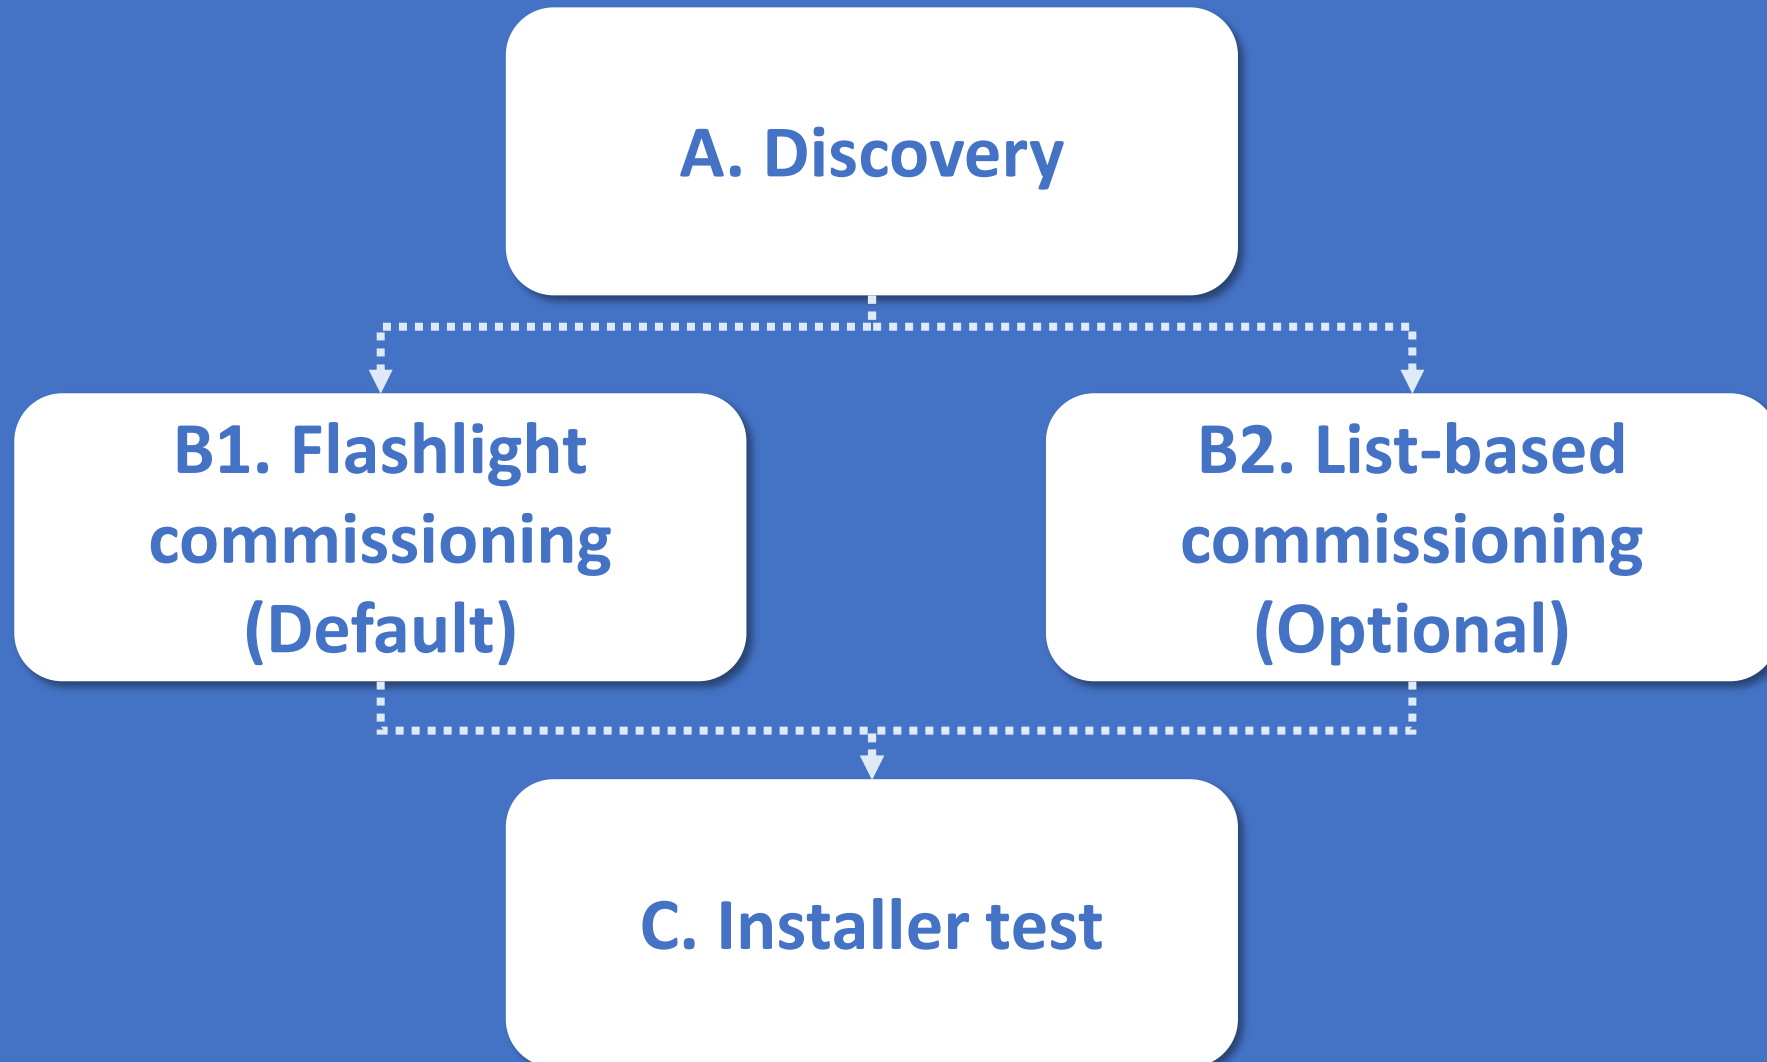 A. Discovery
B1. Flashlight
commissioning
(Default)
B2. List-based
commissioning
(Optional)
C. Installer test